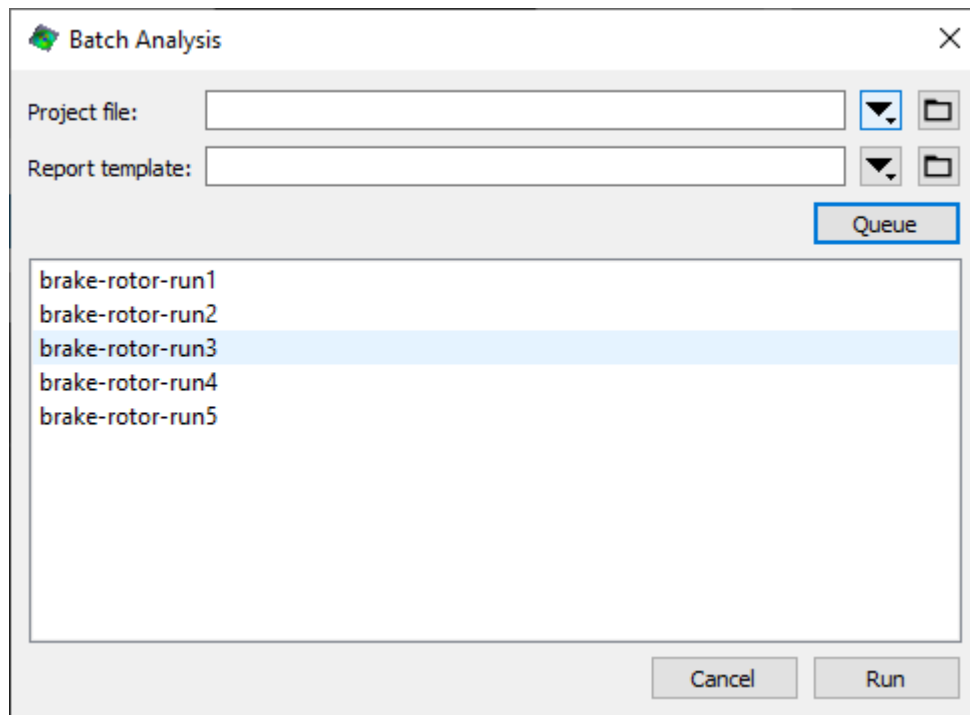 Batch Analysis
Project file:
Report template:
Queue
brake-rotor-run1
brake-rotor-run2
brake-rotor-run3
brake-rotor-run4
brake-rotor-run5
Cancel Run